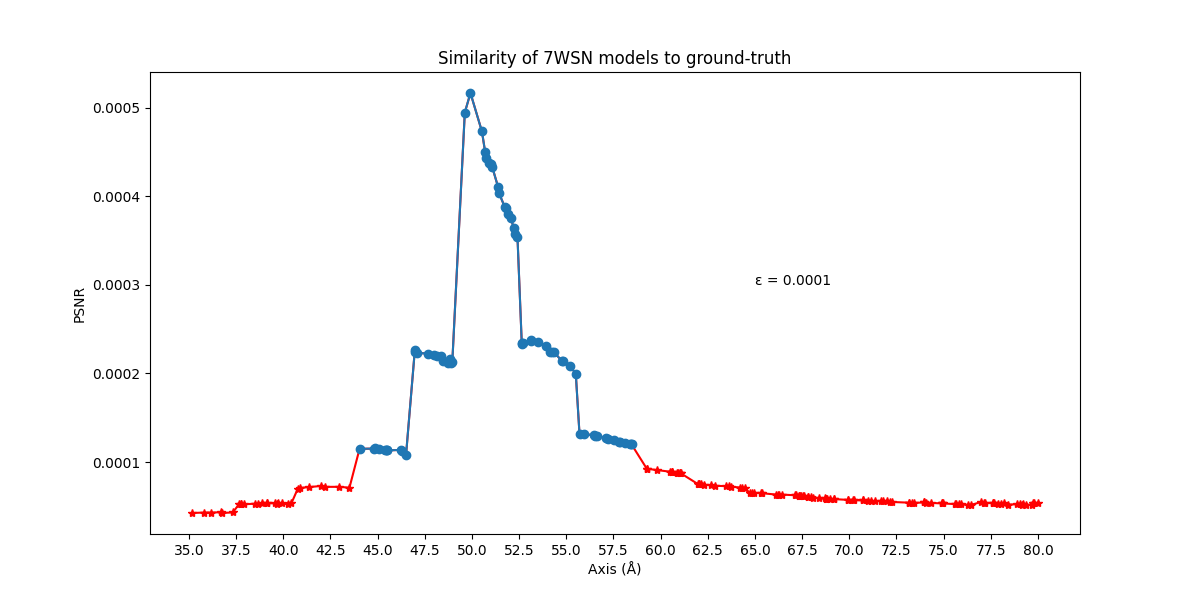 Similarity of 7WSN models to ground-truth
0.0005
0.0004
0.0003
0.0002
0.0001
PSNR
ε = 0.0001
35.0 37.5 40.0 42.5 45.0 47.5 50.0 52.5 55.0 57.5 60.0 62.5 65.0 67.5 70.0 72.5 75.0 77.5 80.0
Axis (Å)